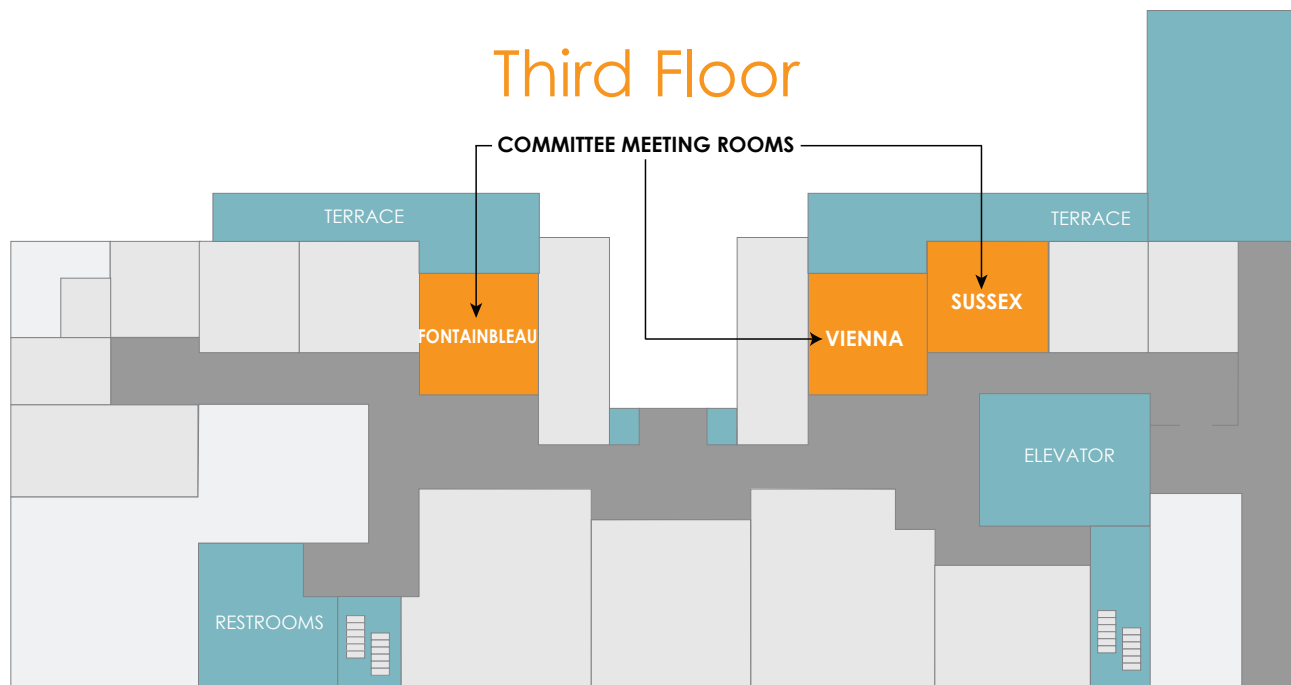 Third Floor
COMMITTEE MEETING ROOMS
TERRACE
TERRACE
SUSSEX
FONTAINBLEAU
VIENNA
ELEVATOR
RESTROOMS